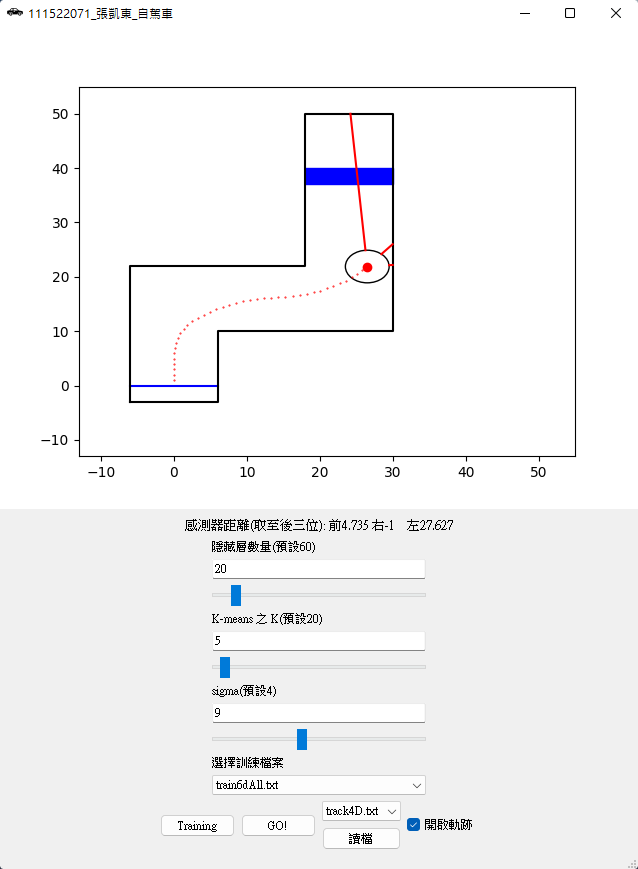 111522071_張凱東_自駕車
50
40
30
20
10
0
−10
−10 0 10 20 30 40 50
感測器距離(取至後三位): 前4.735 右-1 左27.627
隱藏層數量(預設60)
20
K-means 之 K(預設20)
5
sigma(預設4)
9
選擇訓練檔案
train6dAll.txt
Training GO! track4D.txt 開啟軌跡
讀檔